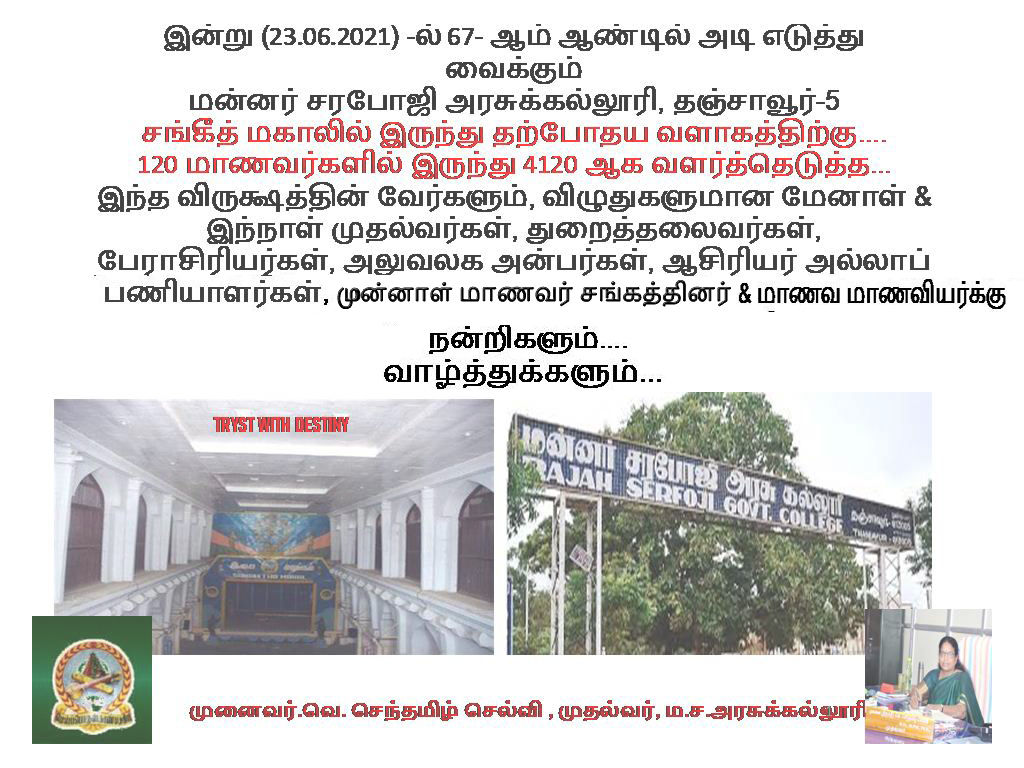 இன்று (23.06.2021) -ல் 67- ஆம் ஆண்டில் அடி எடுத்து
வைக்கும்
மன்னர் சரபோஜி அரசுக்கல்லூரி, தஞ்சாவூர்-5
சங்கீத் மகாலில் இருந்து தற்போதய வளாகத்திற்கு....
120 மாணவர்களில் இருந்து 4120 ஆக வளர்த்தெடுத்த...
இந்த விருக்ஷத்தின் வேர்களும், விழுதுகளுமான மேனாள் &
இந்நாள் முதல்வர்கள், துறைத்தலைவர்கள்,
பேராசிரியர்கள், அலுவலக அன்பர்கள், ஆசிரியர் அல்லாப்
பணியாளர்கள், முன்னாள் மாணவர் சங்கத்தினர் & மாணவ மாணவியர்க்கு
நன்றிகளும்....
வாழ்த்துக்களும்...
TRYST WITH DESTINY
மன்னர் சரபோஜி அரசு கல்லூரி தஞ்சாவூர்
RAJAH SERFOJI GOVT. COLLEGE THANJAVUR - 613005
முனைவர்.வெ. செந்தமிழ் செல்வி , முதல்வர், ம.ச.அரசுக்கல்லூரி